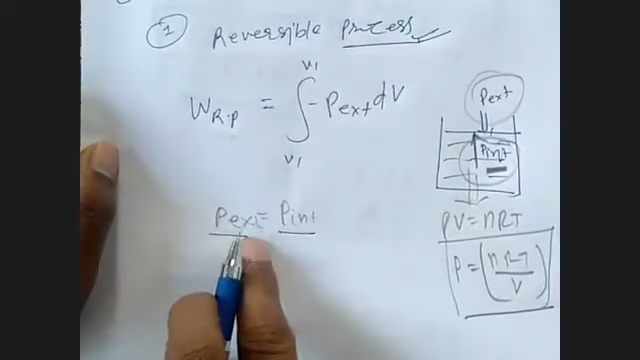 1 Reversible Process
V1
W R.P = ∫ - Pext dV
V1
Pext = Pint
Pext
Pint
PV = nRT
P = (nRT/V)